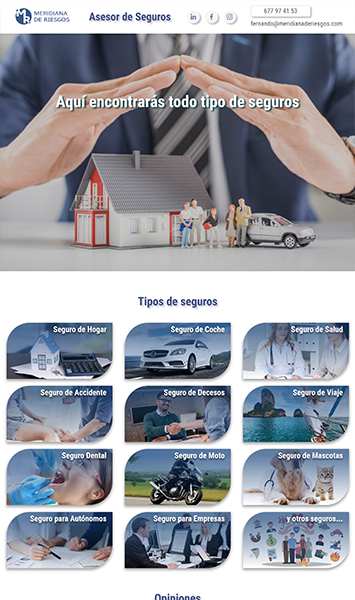 MR
MERIDIANA
DE RIESGOS
Asesor de Seguros
677 97 41 53
fernando@meridianaderiesgos.com
Aquí encontrarás todo tipo de seguros
Tipos de seguros
Seguro de Hogar
Seguro de Coche
Seguro de Salud
Seguro de Accidente
Seguro de Decesos
Seguro de Viaje
Seguro Dental
Seguro de Moto
Seguro de Mascotas
Seguro para Autónomos
Seguro para Empresas
y otros seguros...
Opiniones